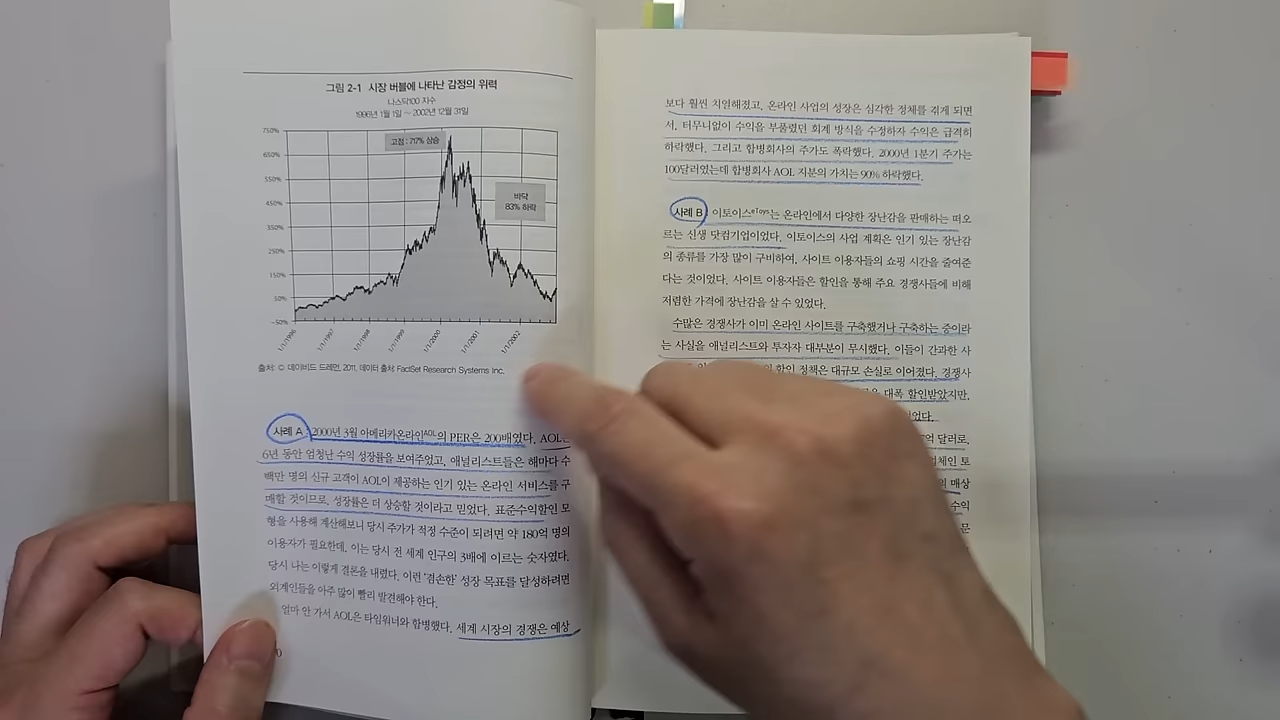 그림 2-1 시장 버블에 나타난 감정의 위력
나스닥100 지수
1996년 1월 1일 ~ 2002년 12월 31일
750%
650%
550%
450%
350%
250%
150%
50%
-50%
고점 : 717% 상승
바닥
83% 하락
1/1/1996
1/1/1997
1/1/1998
1/1/1999
1/1/2000
1/1/2001
1/1/2002
출처: © 데이비드 드레먼, 2011, 데이터 출처: FactSet Research Systems Inc.
사례 A : 2000년 3월 아메리카온라인AOL의 PER은 200배였다. AOL은
6년 동안 엄청난 수의 성장률을 보여주었고, 애널리스트들은 해마다 수
백만 명의 신규 고객이 AOL이 제공하는 인기 있는 온라인 서비스를 구
매할 것이므로, 성장률은 더 상승할 것이라고 믿었다. 표준수익할인 모
형을 사용해 계산해보니 당시 주가가 적정 수준이 되려면 약 180억 명의
이용자가 필요한데, 이는 당시 전 세계 인구의 3배에 이르는 숫자였다.
당시 나는 이렇게 결론을 내렸다. 이런 '겸손한' 성장 목표를 달성하려면
외계인들을 아주 많이 빨리 발견해야 한다.
얼마 안 가서 AOL은 타임워너와 합병했다. 세계 시장의 경쟁은 예상
0
보다 훨씬 치열해졌고, 온라인 사업의 성장은 심각한 정체를 겪게 되면
서, 터무니없이 수익을 부풀렸던 회계 방식을 수정하자 수익은 급격히
하락했다. 그리고 합병회사의 주가도 폭락했다. 2000년 1분기 주가는
100달러였는데 합병회사 AOL 지분의 가치는 90% 하락했다.
사례 B : 이토이스eToys는 온라인에서 다양한 장난감을 판매하는 떠오
르는 신생 닷컴기업이었다. 이토이스의 사업 계획은 인기 있는 장난감
의 종류를 가장 많이 구비하여, 사이트 이용자들의 쇼핑 시간을 줄여준
다는 것이었다. 사이트 이용자들은 할인을 통해 주요 경쟁사들에 비해
저렴한 가격에 장난감을 살 수 있었다.
수많은 경쟁사가 이미 온라인 사이트를 구축했거나 구축하는 중이라
는 사실을 애널리스트와 투자자 대부분이 무시했다. 이들이 간과한 사
할인 정책은 대규모 손실로 이어졌다. 경쟁사
대폭 할인받았지만,
달러로,
토
매상
수익
문